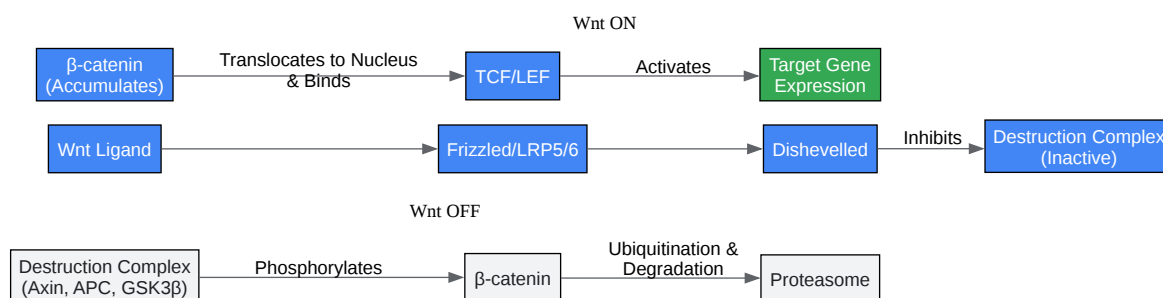 Wnt ON
β-catenin
(Accumulates)
Translocates to Nucleus
& Binds
TCF/LEF
Activates
Target Gene
Expression
Wnt Ligand
Frizzled/LRP5/6
Dishevelled
Inhibits
Destruction Complex
(Inactive)
Wnt OFF
Destruction Complex
(Axin, APC, GSK3β)
Phosphorylates
β-catenin
Ubiquitination &
Degradation
Proteasome